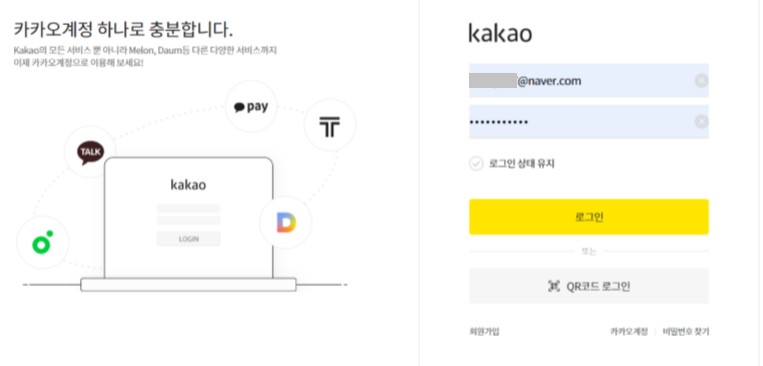 카카오계정 하나로 충분합니다.
Kakao의 모든 서비스 뿐 아니라 Melon, Daum등 다른 다양한 서비스까지
이제 카카오계정으로 이용해 보세요!
pay
T
TALK
kakao
D
LOGIN
kakao
@naver.com
로그인 상태 유지
로그인
또는
QR코드 로그인
회원가입 카카오계정 비밀번호 찾기